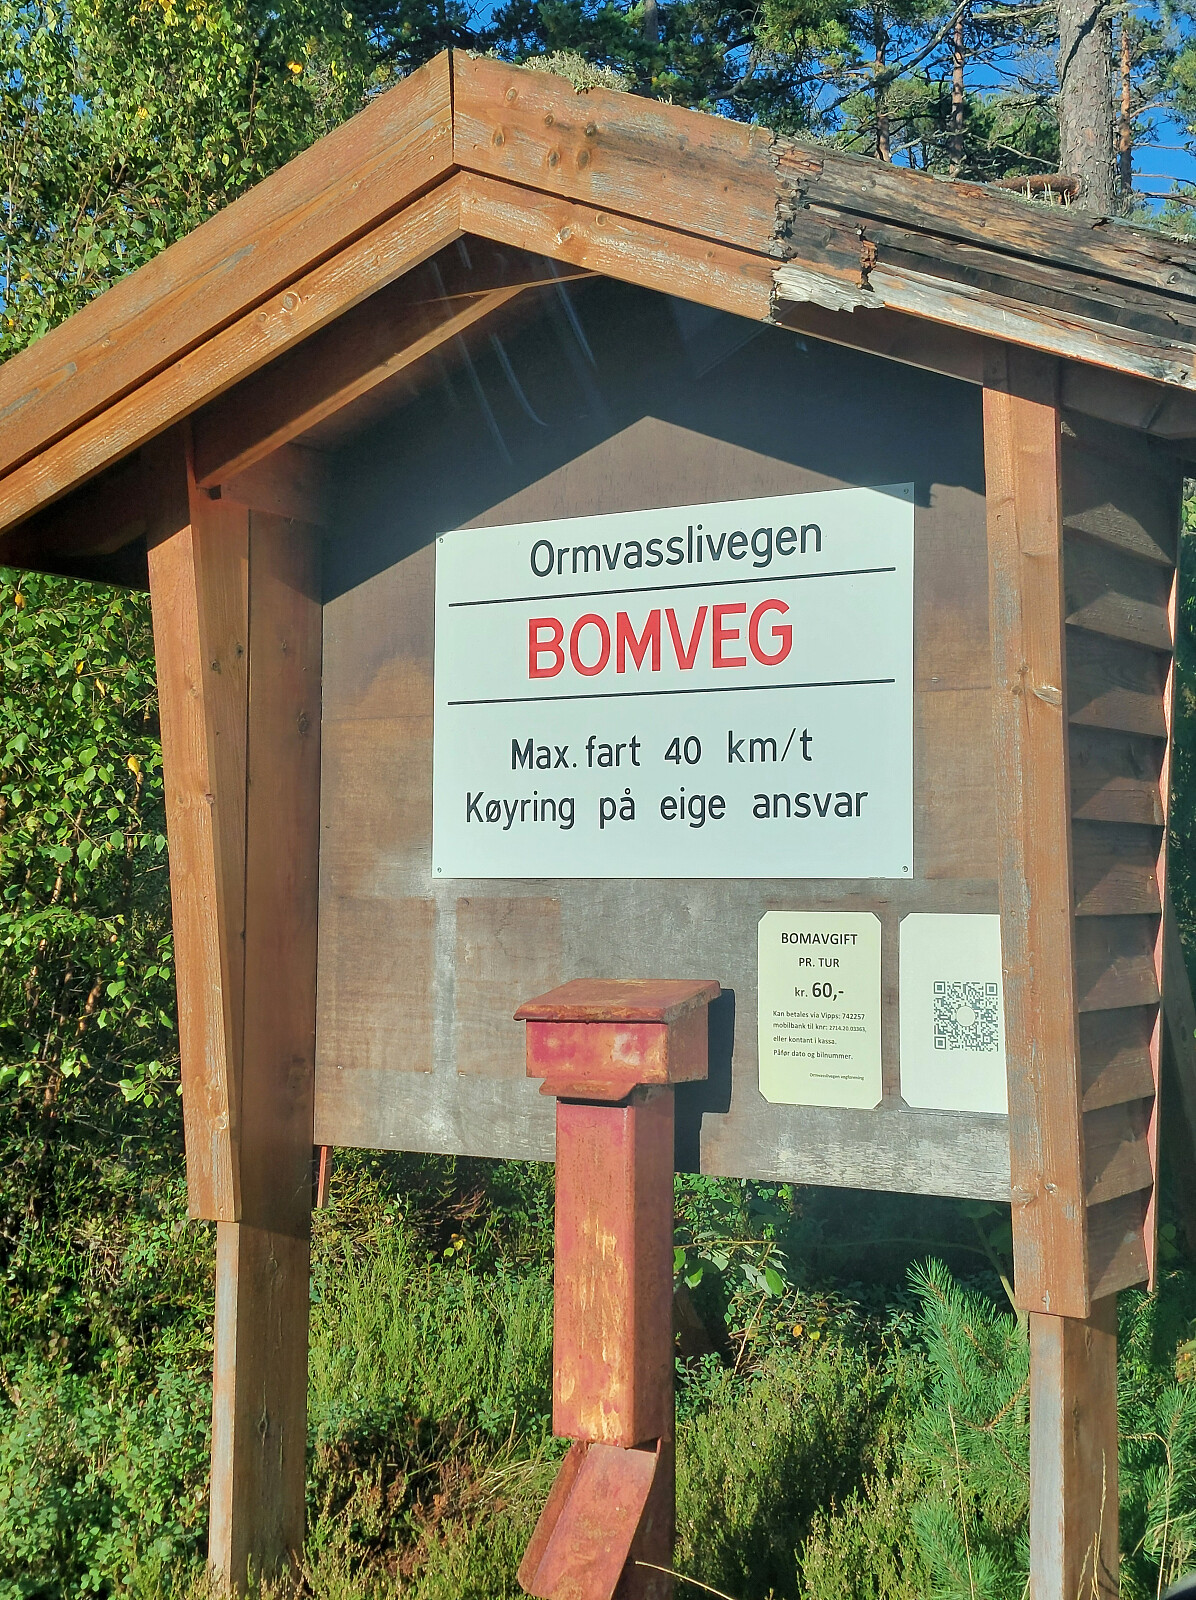 Ormvasslivegen
BOMVEG
Max. fart 40 km/t
Køyring på eige ansvar
BOMAVGIFT
PR. TUR
kr. 60,-
Kan betales via Vipps: 742257
mobilbank til knr: 2714.20.03363,
eller kontant i kassa.
Påfør dato og bilnummer.
Ormvasslivegen vegforening